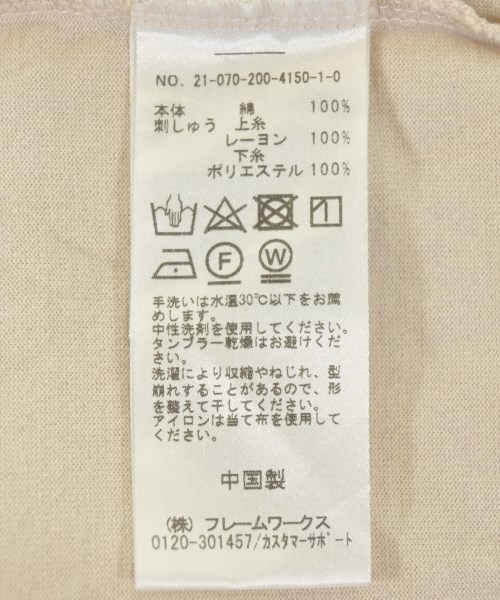 NO. 21-070-200-4150-1-0
本体 綿 100%
刺しゅう 上糸
レーヨン 100%
下糸
ポリエステル 100%
F W
手洗いは水温30℃以下をお薦
めします。
中性洗剤を使用してください。
タンブラー乾燥はお避けくださ
い。
洗濯により収縮やねじれ、型
崩れすることがあるので、形
を整えて干してください。
アイロンは当て布を使用して
ください。
中国製
(株) フレームワークス
0120-301457/カスタマーサポート